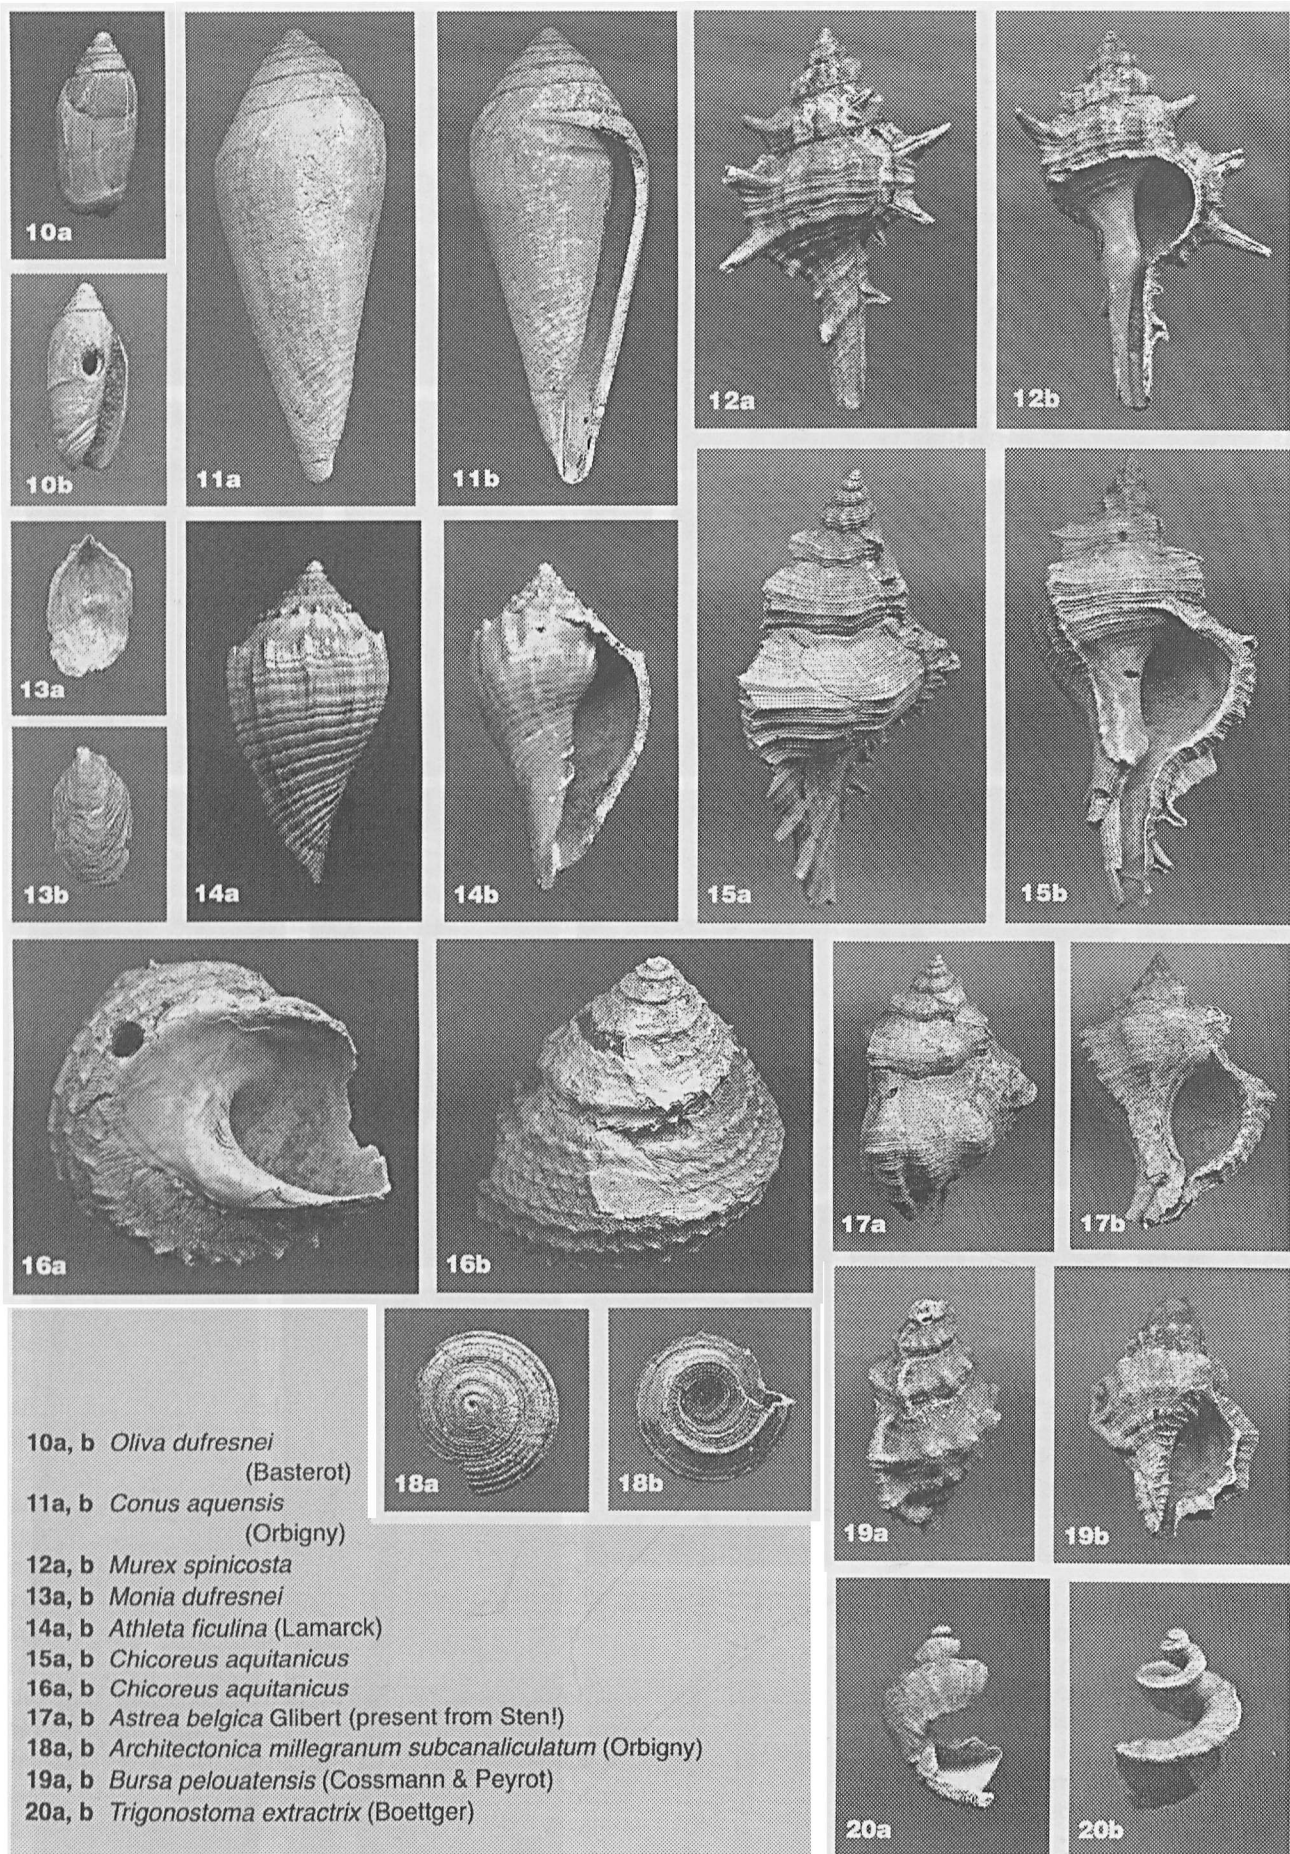 10a
11a
11b
12a
12b
10b
13a
13b
14a
14b
15a
15b
16a
16b
17a
17b
18a
18b
19a
19b
20a
20b
10a, b Oliva dufresnei
(Basterot)
11a, b Conus aquensis
(Orbigny)
12a, b Murex spinicosta
13a, b Monia dufresnei
14a, b Athleta ficulina (Lamarck)
15a, b Chicoreus aquitanicus
16a, b Chicoreus aquitanicus
17a, b Astrea belgica Glibert (present from Sten!)
18a, b Architectonica millegranum subcanaliculatum (Orbigny)
19a, b Bursa pelouatensis (Cossmann & Peyrot)
20a, b Trigonostoma extractrix (Boettger)